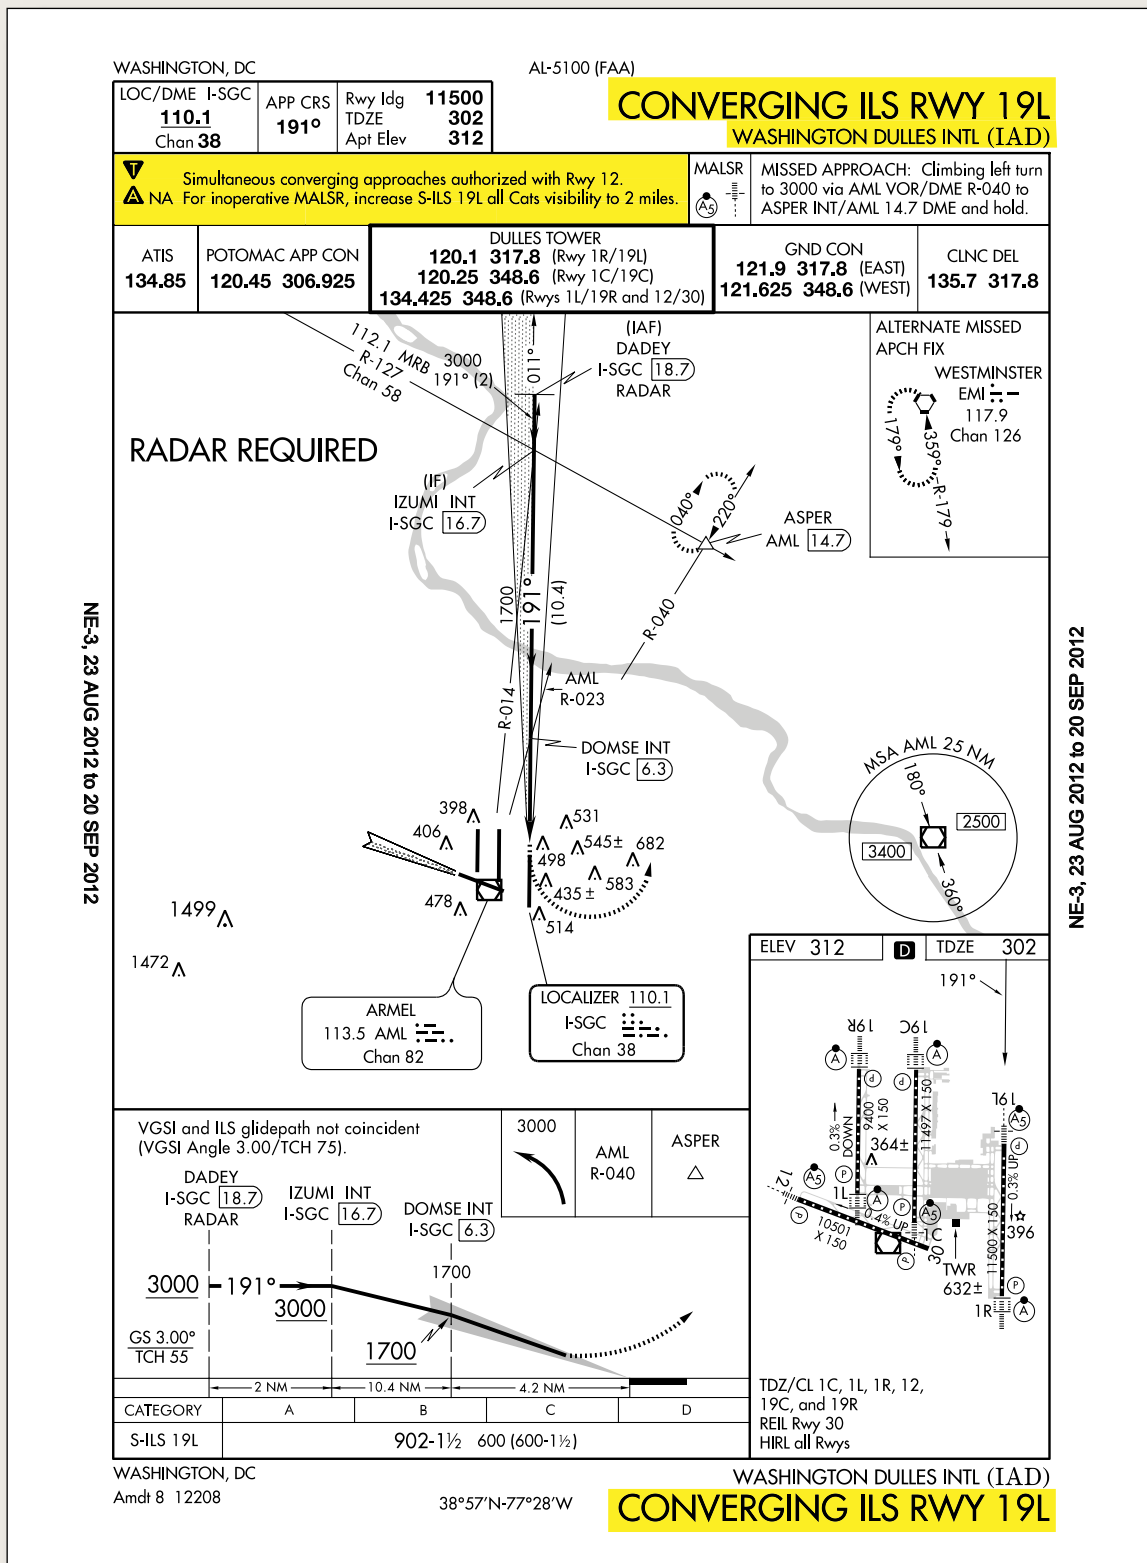 WASHINGTON, DC
AL-5100 (FAA)
LOC/DME I-SGC
110.1
Chan 38
APP CRS
191°
Rwy ldg 11500
TDZE 302
Apt Elev 312
CONVERGING ILS RWY 19L
WASHINGTON DULLES INTL (IAD)
T
A NA
Simultaneous converging approaches authorized with Rwy 12.
For inoperative MALSR, increase S-ILS 19L all Cats visibility to 2 miles.
MALSR
A5
MISSED APPROACH: Climbing left turn
to 3000 via AML VOR/DME R-040 to
ASPER INT/AML 14.7 DME and hold.
ATIS
134.85
POTOMAC APP CON
120.45 306.925
DULLES TOWER
120.1 317.8 (Rwy 1R/19L)
120.25 348.6 (Rwy 1C/19C)
134.425 348.6 (Rwys 1L/19R and 12/30)
GND CON
121.9 317.8 (EAST)
121.625 348.6 (WEST)
CLNC DEL
135.7 317.8
112.1 MRB
R-127
Chan 58
3000
191° (2)
011°
(IAF)
DADEY
I-SGC 18.7
RADAR
ALTERNATE MISSED
APCH FIX
WESTMINSTER
EMI
117.9
Chan 126
179°
359°
R-179
RADAR REQUIRED
(IF)
IZUMI INT
I-SGC 16.7
040°
220°
ASPER
AML 14.7
1700
191°
(10.4)
R-040
R-014
AML
R-023
DOMSE INT
I-SGC 6.3
MSA AML 25 NM
180°
2500
3400
360°
398
406
478
531
545±
498
682
583
435±
514
1499
1472
ARMEL
113.5 AML
Chan 82
LOCALIZER 110.1
I-SGC
Chan 38
NE-3, 23 AUG 2012 to 20 SEP 2012
NE-3, 23 AUG 2012 to 20 SEP 2012
ELEV 312
D
TDZE 302
191°
19R
19C
19L
A
A
A5
P
P
P
0.3%
DOWN
9400
X 150
364±
11497 X 150
0.3% UP
11500 X 150
396
12
A5
P
P
1L
A
P
A5
0.4% UP
1C
10501
X 150
P
30
TWR
632±
P
1R
A
TDZ/CL 1C, 1L, 1R, 12,
19C, and 19R
REIL Rwy 30
HIRL all Rwys
VGSI and ILS glidepath not coincident
(VGSI Angle 3.00/TCH 75).
3000
AML
R-040
ASPER
DADEY
I-SGC 18.7
RADAR
IZUMI INT
I-SGC 16.7
DOMSE INT
I-SGC 6.3
1700
3000
191°
3000
1700
GS 3.00°
TCH 55
2 NM
10.4 NM
4.2 NM
CATEGORY A B C D
S-ILS 19L 902-1½ 600 (600-1½)
WASHINGTON, DC
Amdt 8 12208
38°57'N-77°28'W
WASHINGTON DULLES INTL (IAD)
CONVERGING ILS RWY 19L